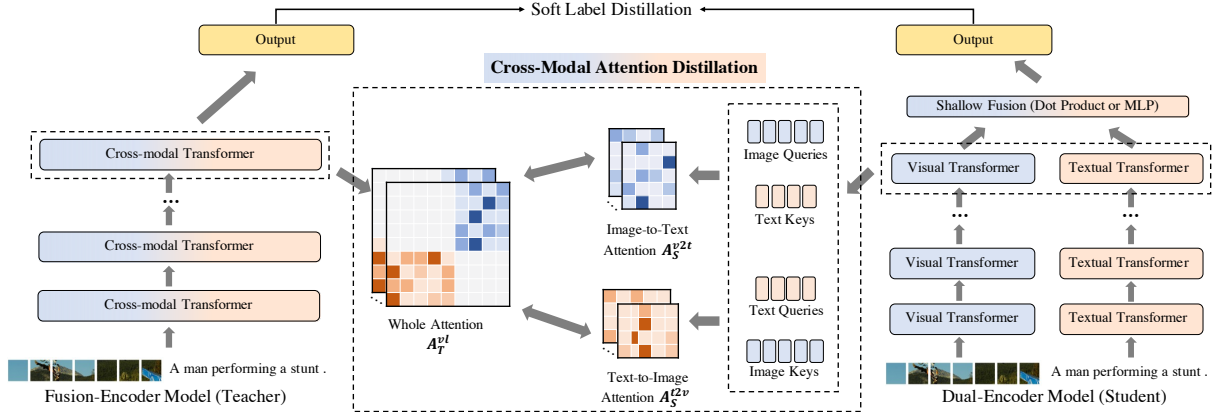 Soft Label Distillation
Output
Output
Cross-Modal Attention Distillation
Shallow Fusion (Dot Product or MLP)
Cross-modal Transformer
...
Cross-modal Transformer
Cross-modal Transformer
A man performing a stunt .
Fusion-Encoder Model (Teacher)
Whole Attention
A_T^{vl}
Image-to-Text
Attention A_S^{v2t}
Text-to-Image
Attention A_S^{t2v}
Image Queries
Text Keys
Text Queries
Image Keys
Visual Transformer
Textual Transformer
...
...
Visual Transformer
Textual Transformer
Visual Transformer
Textual Transformer
A man performing a stunt .
Dual-Encoder Model (Student)